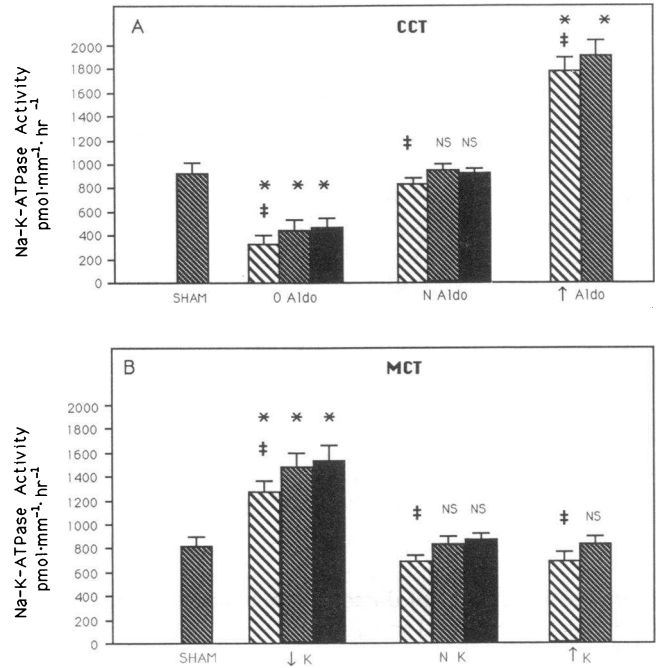 A
CCT
Na-K-ATPase Activity
pmol·mm⁻¹·hr⁻¹
2000
1800
1600
1400
1200
1000
800
600
400
200
0
* *
‡
‡ NS NS
* * *
‡
SHAM O Aldo N Aldo ↑ Aldo
B
MCT
Na-K-ATPase Activity
pmol·mm⁻¹·hr⁻¹
2000
1800
1600
1400
1200
1000
800
600
400
200
0
* * *
‡
‡ NS NS ‡ NS
SHAM ↓ K N K ↑ K